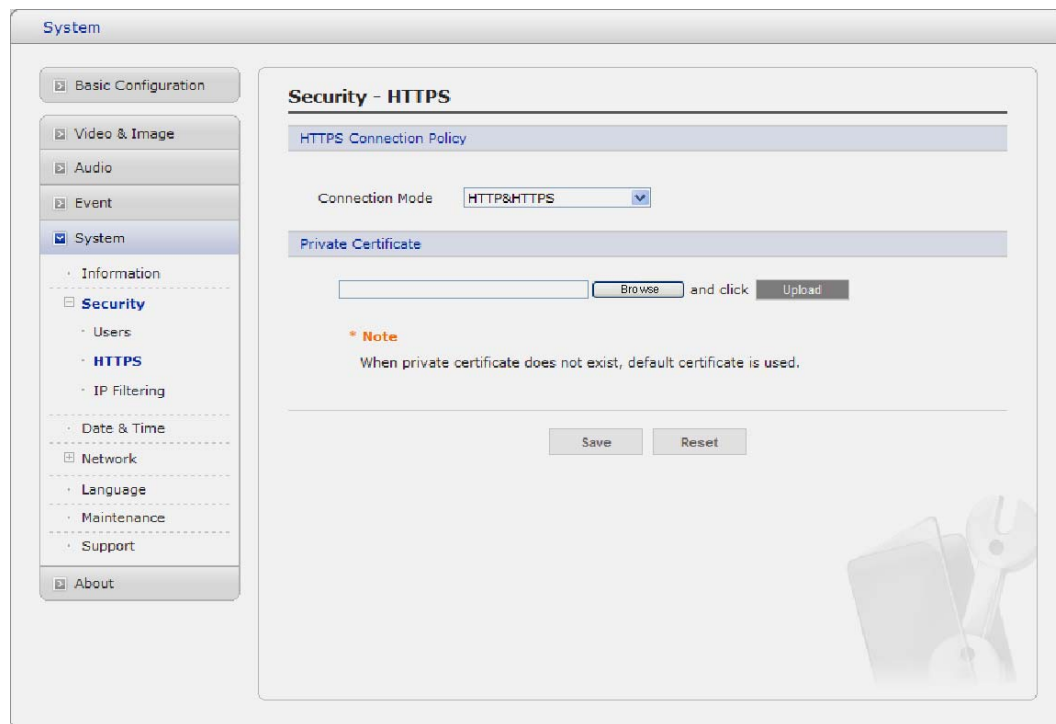 System
Basic Configuration
Video & Image
Audio
Event
System
Information
Security
Users
HTTPS
IP Filtering
Date & Time
Network
Language
Maintenance
Support
About
Security - HTTPS
HTTPS Connection Policy
Connection Mode HTTP&HTTPS
Private Certificate
Browse and click Upload
* Note
When private certificate does not exist, default certificate is used.
Save Reset